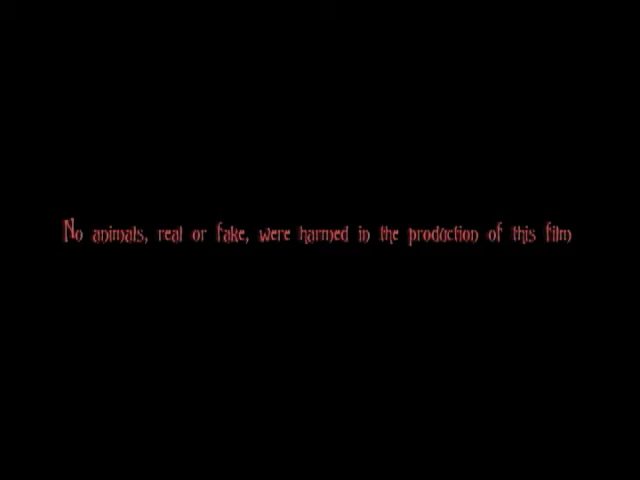 No animals, real or fake, were harmed in the production of this film